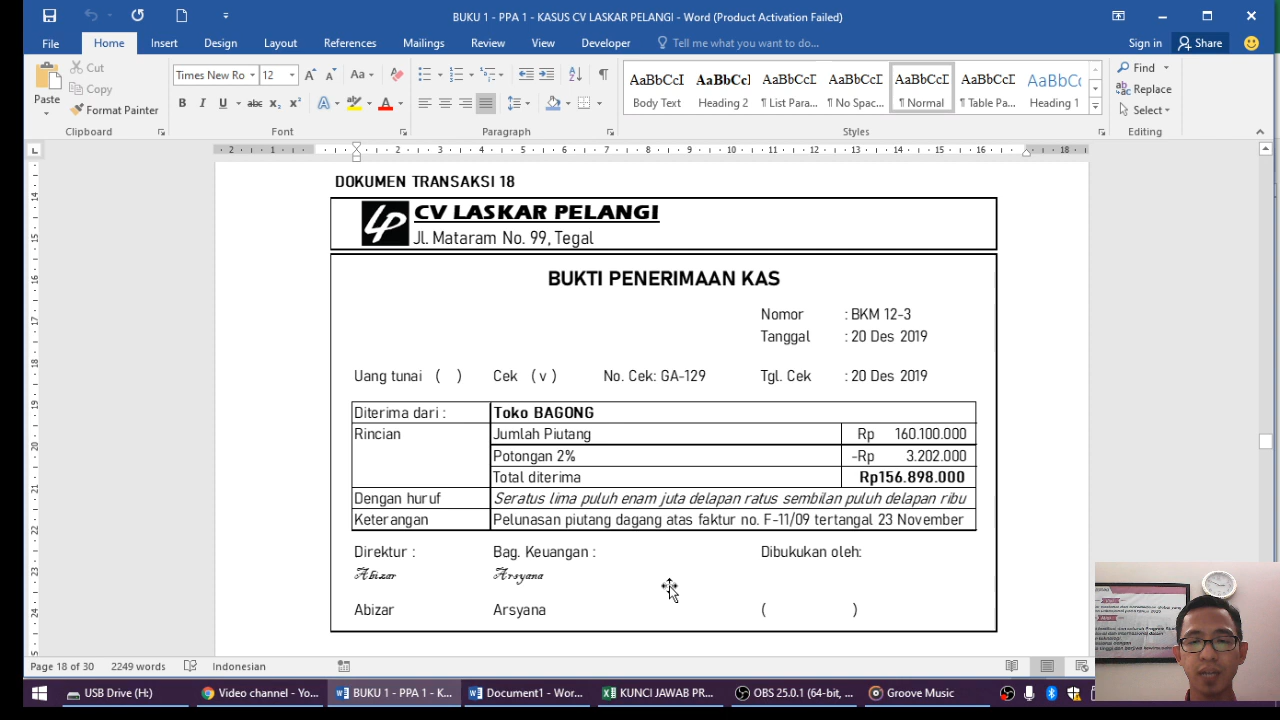 BUKU 1 - PPA 1 - KASUS CV LASKAR PELANGI - Word (Product Activation Failed)
File Home Insert Design Layout References Mailings Review View Developer Tell me what you want to do... Sign in Share
Cut
Copy
Format Painter
Paste
Times New Ro 12
AaBbCcI AaBbCcl AaBbCcD AaBbCcD AaBbCcD AaBbCcD AaBbCc
Body Text Heading 2 ¶ List Para... ¶ No Spac... ¶ Normal ¶ Table Pa... Heading 1
Find
Replace
Select
Clipboard Font Paragraph Styles Editing
DOKUMEN TRANSAKSI 18
LP CV LASKAR PELANGI
Jl. Mataram No. 99, Tegal
BUKTI PENERIMAAN KAS
Nomor : BKM 12-3
Tanggal : 20 Des 2019
Uang tunai ( ) Cek ( v ) No. Cek: GA-129 Tgl. Cek : 20 Des 2019
Diterima dari : Toko BAGONG
Rincian Jumlah Piutang Rp 160.100.000
Potongan 2% -Rp 3.202.000
Total diterima Rp156.898.000
Dengan huruf Seratus lima puluh enam juta delapan ratus sembilan puluh delapan ribu
Keterangan Pelunasan piutang dagang atas faktur no. F-11/09 tertangal 23 November
Direktur : Bag. Keuangan : Dibukukan oleh:
Abizar Arsyana
Abizar Arsyana ( )
Page 18 of 30 2249 words Indonesian
USB Drive (H:) Video channel - Yo... BUKU 1 - PPA 1 - K... Document1 - Wor... KUNCI JAWAB PR... OBS 25.0.1 (64-bit, ... Groove Music